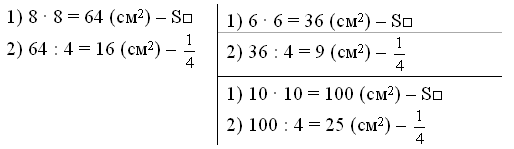 1) 8 · 8 = 64 (см²) – S□
2) 64 : 4 = 16 (см²) – 1/4
1) 6 · 6 = 36 (см²) – S□
2) 36 : 4 = 9 (см²) – 1/4
1) 10 · 10 = 100 (см²) – S□
2) 100 : 4 = 25 (см²) – 1/4